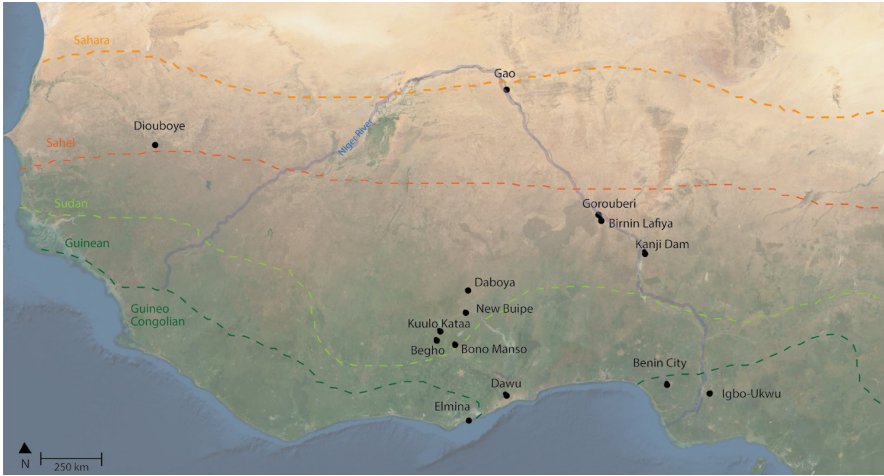 Sahara
Gao
Diouboye
Niger River
Sahel
Sudan
Gorouberi
Birnin Lafiya
Guinean
Kanji Dam
Daboya
Guineo
Congolian
New Buipe
Kuulo Kataa
Begho
Bono Manso
Benin City
Dawu
Igbo-Ukwu
Elmina
N
250 km